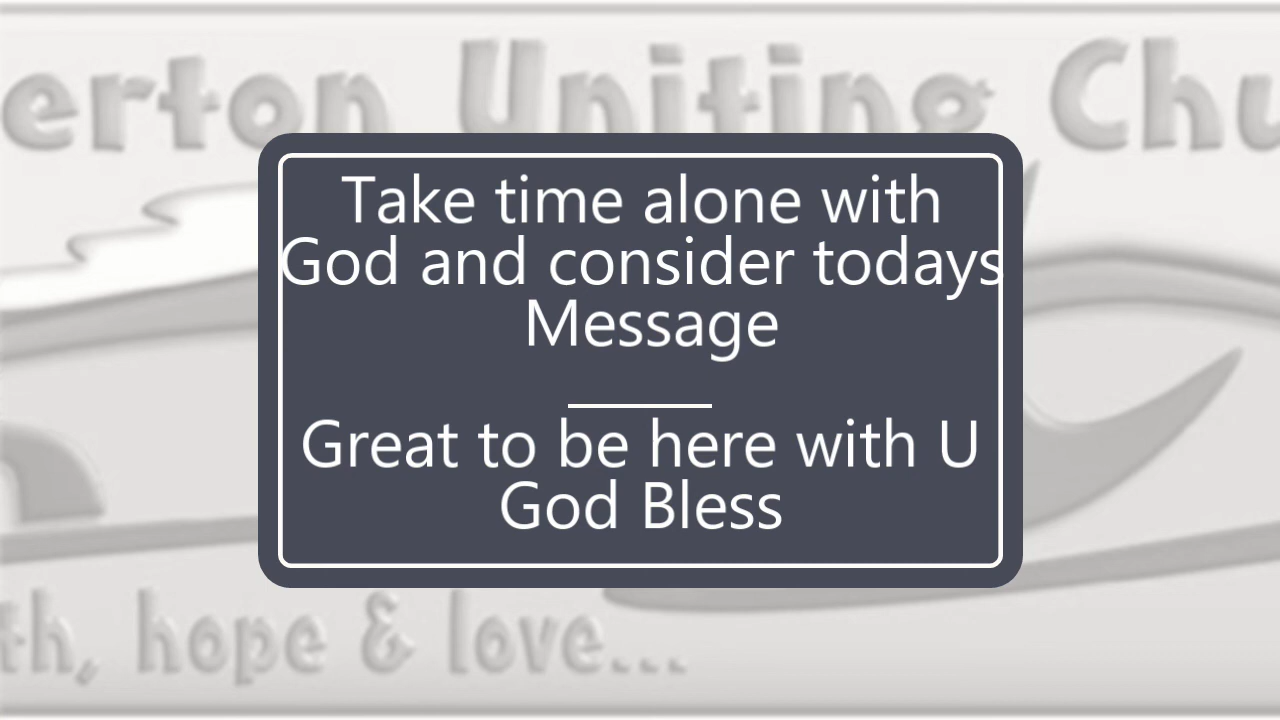 erton Uniting Chu
Take time alone with
God and consider todays
Message
Great to be here with U
God Bless
th, hope & love...